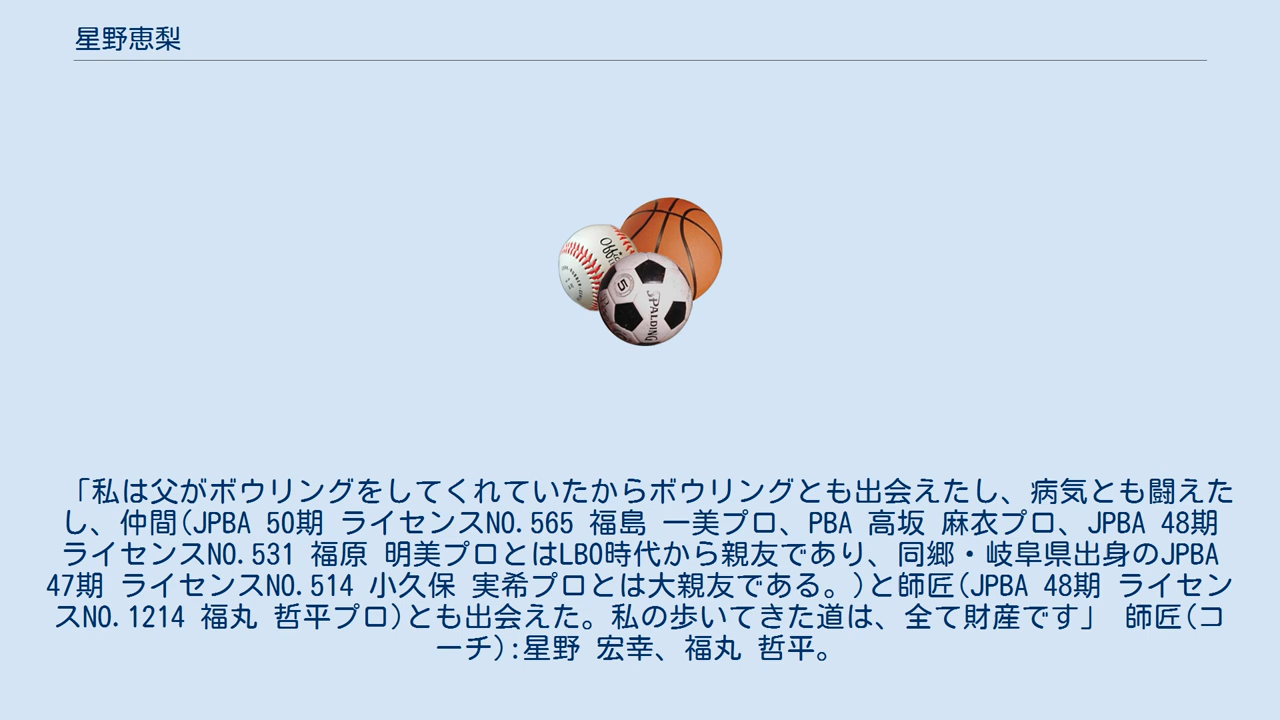 星野恵梨
Offic
5
SPALDING
「私は父がボウリングをしてくれていたからボウリングとも出会えたし、病気とも闘えた
し、仲間(JPBA 50期 ライセンスNO.565 福島 一美プロ、PBA 高坂 麻衣プロ、JPBA 48期
ライセンスNO.531 福原 明美プロとはLBO時代から親友であり、同郷・岐阜県出身のJPBA
47期 ライセンスNO.514 小久保 実希プロとは大親友である。)と師匠(JPBA 48期 ライセン
スNO.1214 福丸 哲平プロ)とも出会えた。私の歩いてきた道は、全て財産です」 師匠(コ
ーチ):星野 宏幸、福丸 哲平。